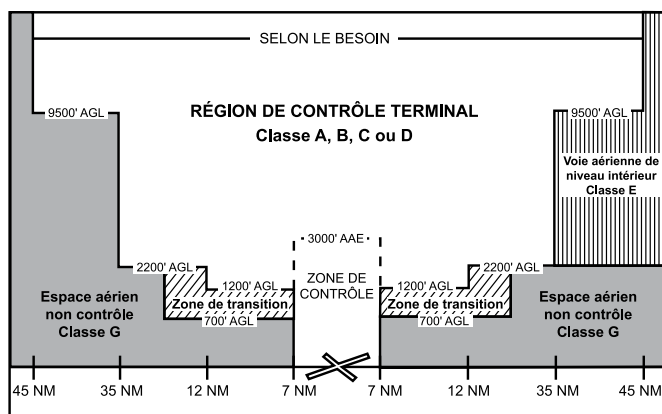 SELON LE BESOIN
9500' AGL
RÉGION DE CONTRÔLE TERMINAL
Classe A, B, C ou D
9500' AGL
Voie aérienne de
niveau intérieur
Classe E
3000' AAE
2200' AGL
2200' AGL
1200' AGL
ZONE DE
CONTRÔLE
1200' AGL
Espace aérien
non contrôle
Classe G
Zone de transition
Zone de transition
Espace aérien
non contrôle
Classe G
700' AGL
700' AGL
45 NM
35 NM
12 NM
7 NM
7 NM
12 NM
35 NM
45 NM